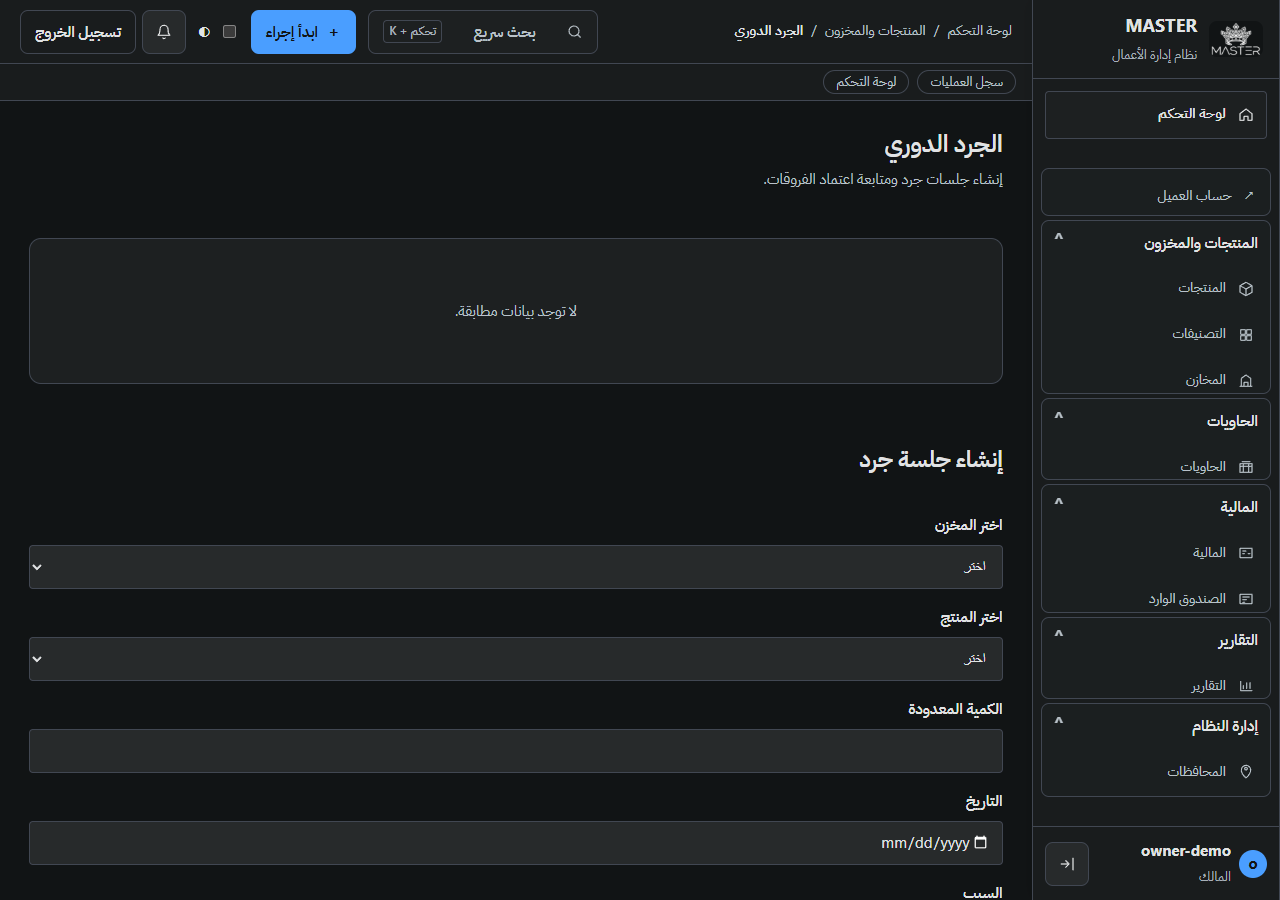 MASTER
MASTER
نظام إدارة الأعمال
لوحة التحكم
حساب العميل ↗
المنتجات والمخزون ^
المنتجات
التصنيفات
المخازن
الحاويات ^
الحاويات
المالية ^
المالية
الصندوق الوارد
التقارير ^
التقارير
إدارة النظام ^
المحافظات
o
owner-demo
المالك
لوحة التحكم / المنتجات والمخزون / الجرد الدوري
بحث سريع
تحكم + K
+ ابدأ إجراء
تسجيل الخروج
سجل العمليات
لوحة التحكم
الجرد الدوري
إنشاء جلسات جرد ومتابعة اعتماد الفروقات.
لا توجد بيانات مطابقة.
إنشاء جلسة جرد
اختر المخزن
اختر
اختر المنتج
اختر
الكمية المعدودة
التاريخ
mm/dd/yyyy
السبب